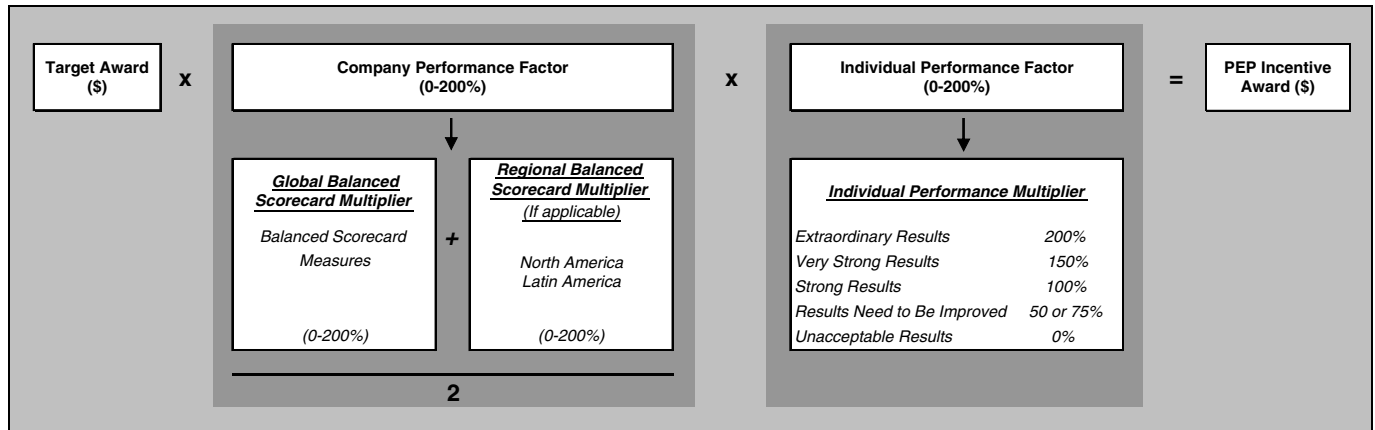 Target Award
($)
x
Company Performance Factor
(0-200%)
x
Individual Performance Factor
(0-200%)
=
PEP Incentive
Award ($)
Global Balanced
Scorecard Multiplier
Balanced Scorecard
Measures
(0-200%)
+
Regional Balanced
Scorecard Multiplier
(If applicable)
North America
Latin America
(0-200%)
2
Individual Performance Multiplier
Extraordinary Results 200%
Very Strong Results 150%
Strong Results 100%
Results Need to Be Improved 50 or 75%
Unacceptable Results 0%